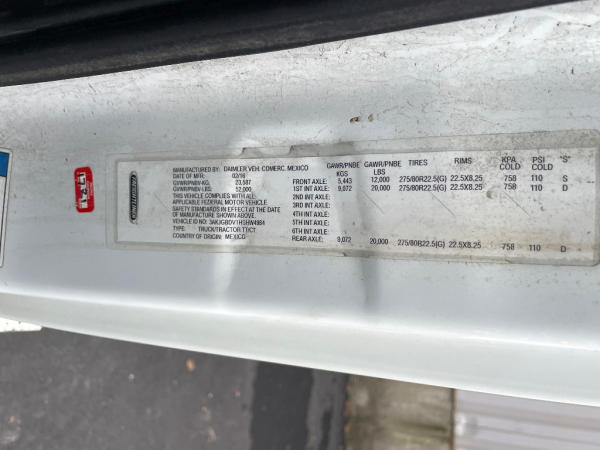 FREIGHTLINER
MANUFACTURED BY: DAIMLER VEH. COMERC. MEXICO
DATE OF MFR: 02/16
GVWR/PNBV-KG. 23,587
GVWR/PNBV-LBS. 52,000
THIS VEHICLE COMPLIES WITH ALL
APPLICABLE FEDERAL MOTOR VEHICLE
SAFETY STANDARDS IN EFFECT AT THE DATE
OF MANUFACTURE SHOWN ABOVE.
VEHICLE ID NO:
TYPE: TRUCK/TRACTOR T/TCT
COUNTRY OF ORIGIN: MEXICO
GAWR/PNBE KGS GAWR/PNBE LBS TIRES RIMS KPA COLD PSI COLD "S"
FRONT AXLE: 5,443 12,000 275/80R22.5(G) 22.5X8.25 758 110 S
1ST INT AXLE: 9,072 20,000 275/80R22.5(G) 22.5X8.25 758 110 D
2ND INT AXLE:
3RD INT AXLE:
4TH INT AXLE:
5TH INT AXLE:
6TH INT AXLE:
REAR AXLE: 9,072 20,000 275/80R22.5(G) 22.5X8.25 758 110 D